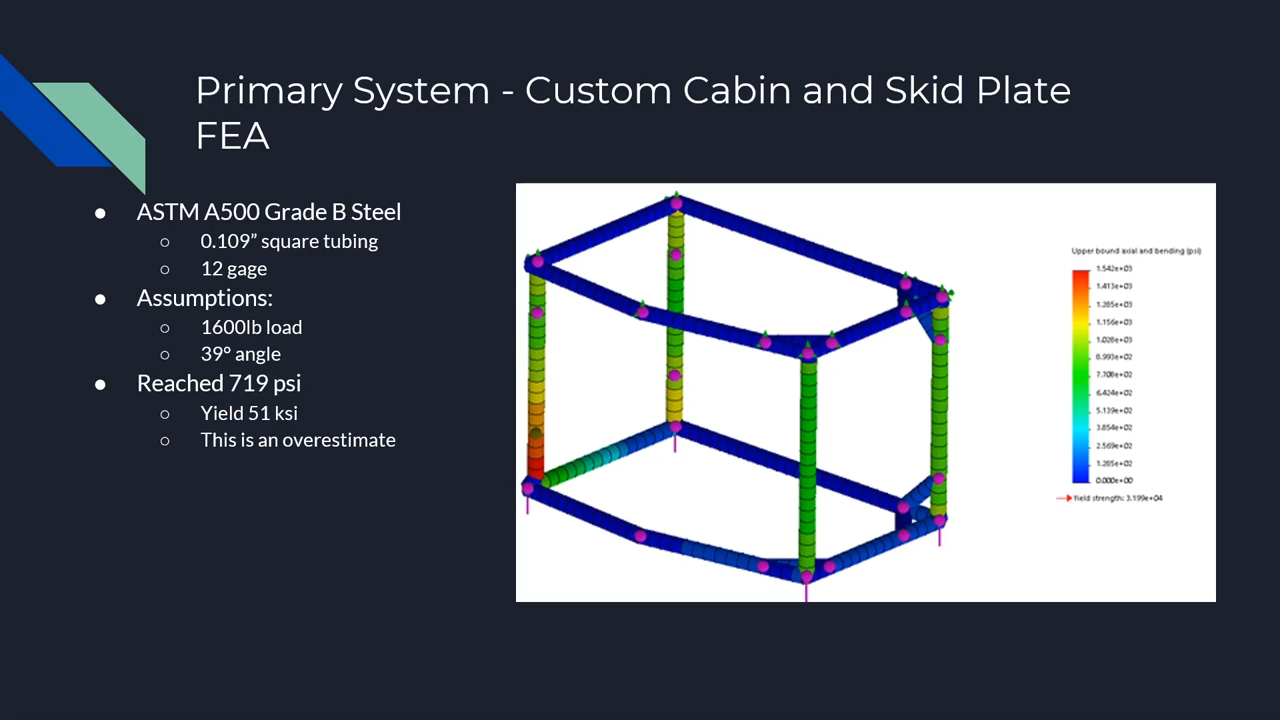 Primary System - Custom Cabin and Skid Plate
FEA
● ASTM A500 Grade B Steel
○ 0.109” square tubing
○ 12 gage
● Assumptions:
○ 1600lb load
○ 39° angle
● Reached 719 psi
○ Yield 51 ksi
○ This is an overestimate
Upper bound axial and bending (psi)
1.542e+03
1.413e+03
1.285e+03
1.156e+03
1.028e+03
8.993e+02
7.708e+02
6.424e+02
5.139e+02
3.854e+02
2.569e+02
1.285e+02
0.000e+00
Yield strength: 3.199e+04